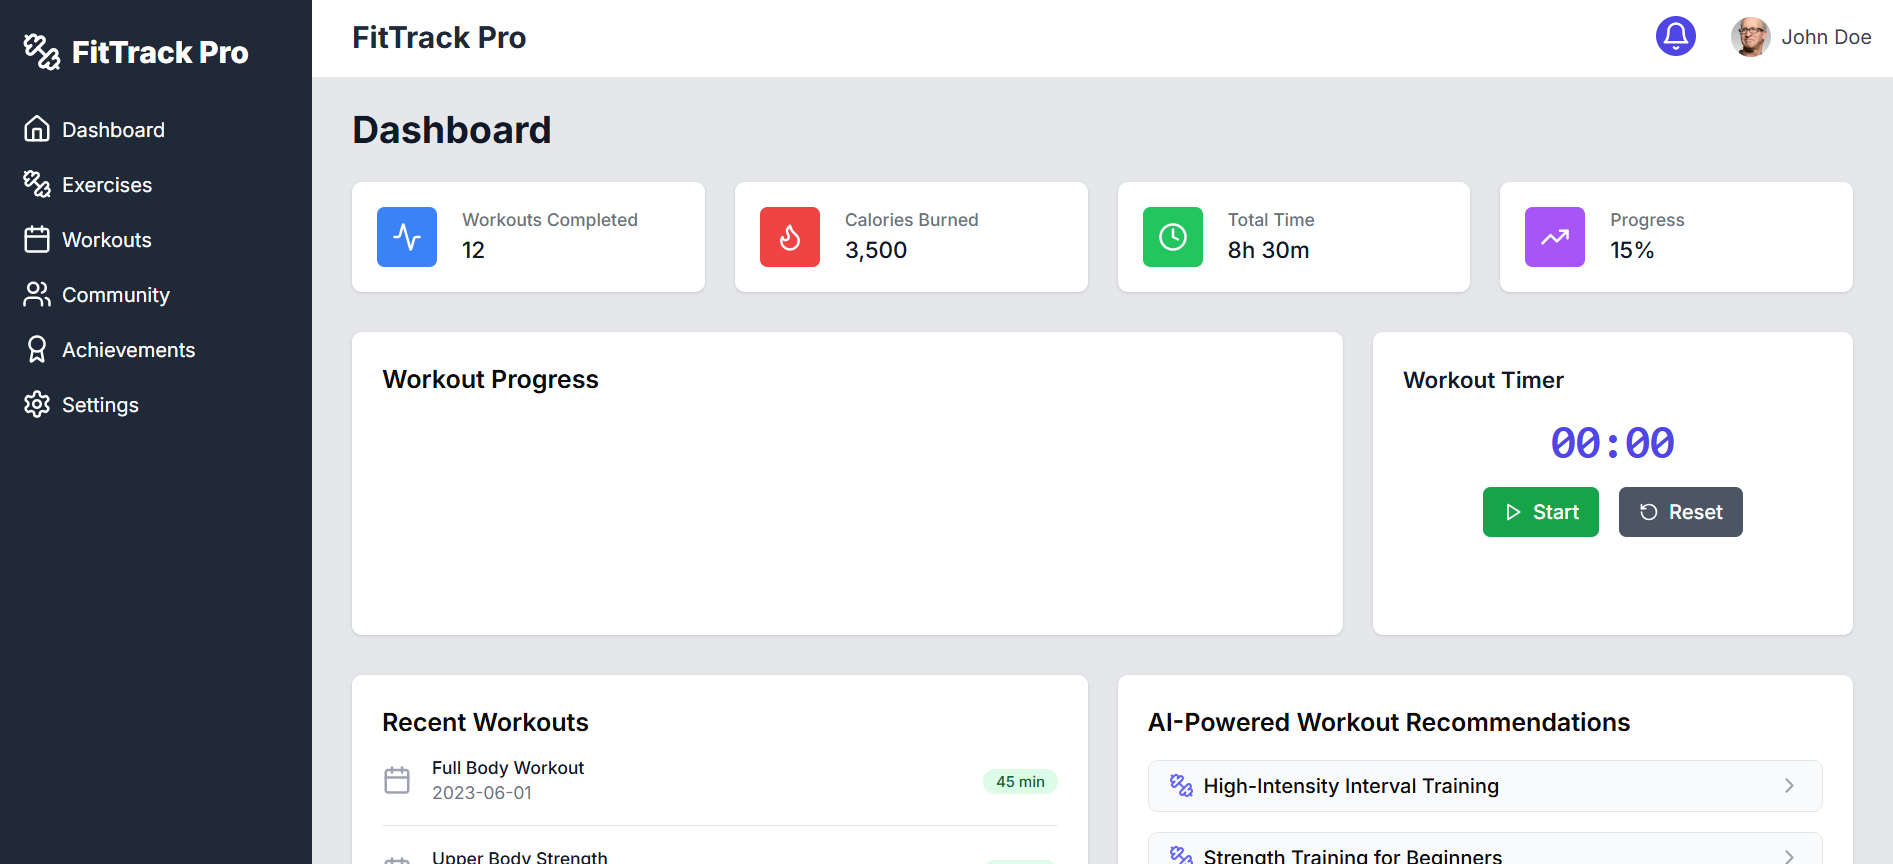 FitTrack Pro
Dashboard
Exercises
Workouts
Community
Achievements
Settings
FitTrack Pro
John Doe
Dashboard
Workouts Completed
12
Calories Burned
3,500
Total Time
8h 30m
Progress
15%
Workout Progress
Workout Timer
00:00
Start
Reset
Recent Workouts
Full Body Workout
2023-06-01
45 min
Upper Body Strength
AI-Powered Workout Recommendations
High-Intensity Interval Training
Strength Training for Beginners